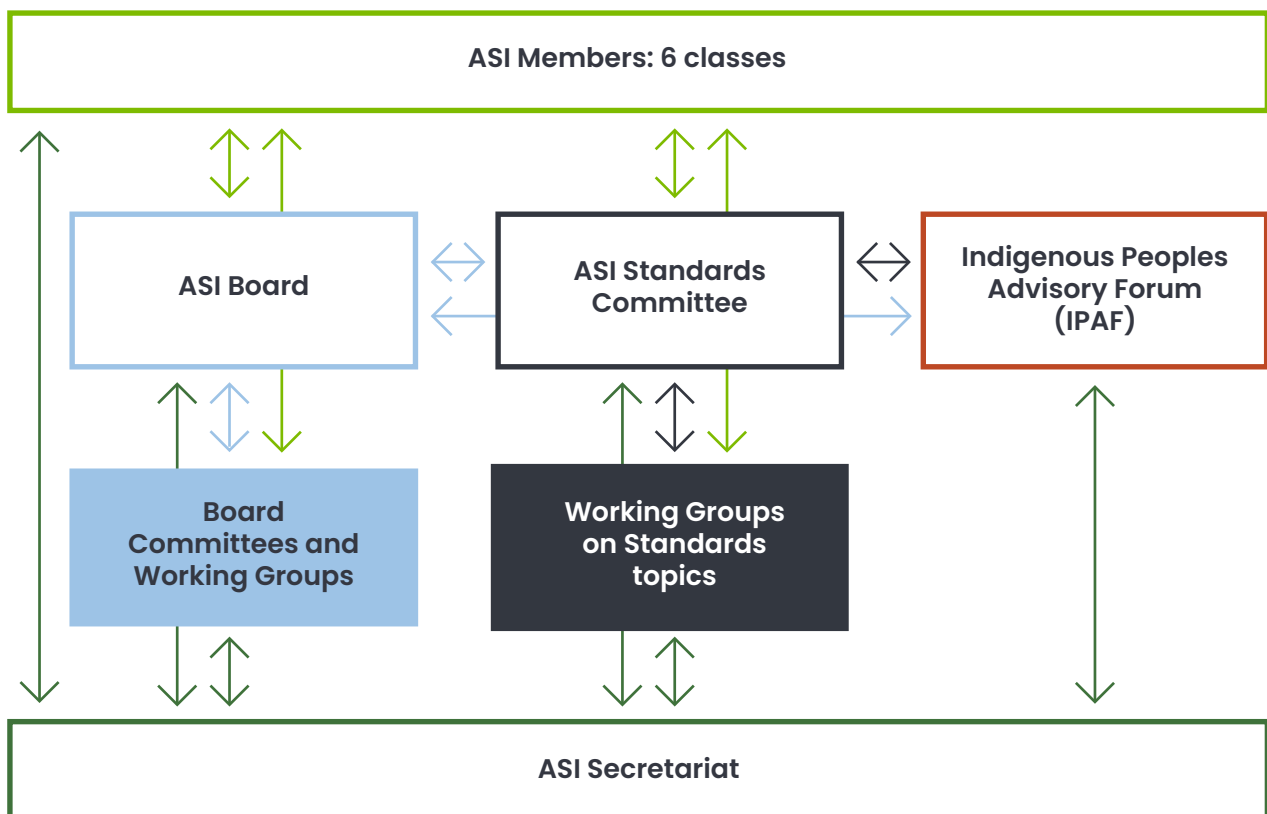 ASI Members: 6 classes
ASI Board
ASI Standards
Committee
Indigenous Peoples
Advisory Forum
(IPAF)
Board
Committees and
Working Groups
Working Groups
on Standards
topics
ASI Secretariat